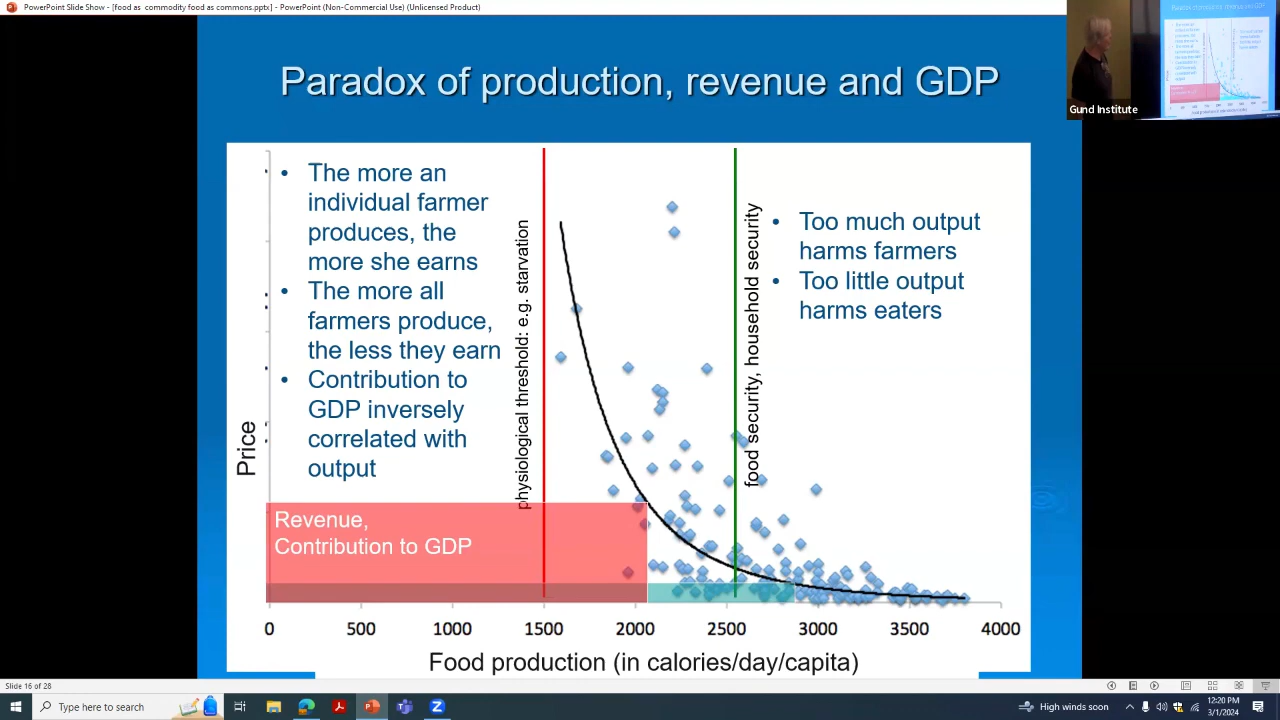 PowerPoint Slide Show - [food as commodity food as commons.pptx] - PowerPoint (Non-Commercial Use) (Unlicensed Product)
Paradox of production, revenue and GDP
Gund Institute
• The more an
individual farmer
produces, the
more she earns
• The more all
farmers produce,
the less they earn
• Contribution to
GDP inversely
correlated with
output
physiological threshold: e.g. starvation
food security, household security
• Too much output
harms farmers
• Too little output
harms eaters
Price
Revenue,
Contribution to GDP
0 500 1000 1500 2000 2500 3000 3500 4000
Food production (in calories/day/capita)
Slide 16 of 28
Type here to search
High winds soon
12:20 PM
3/1/2024